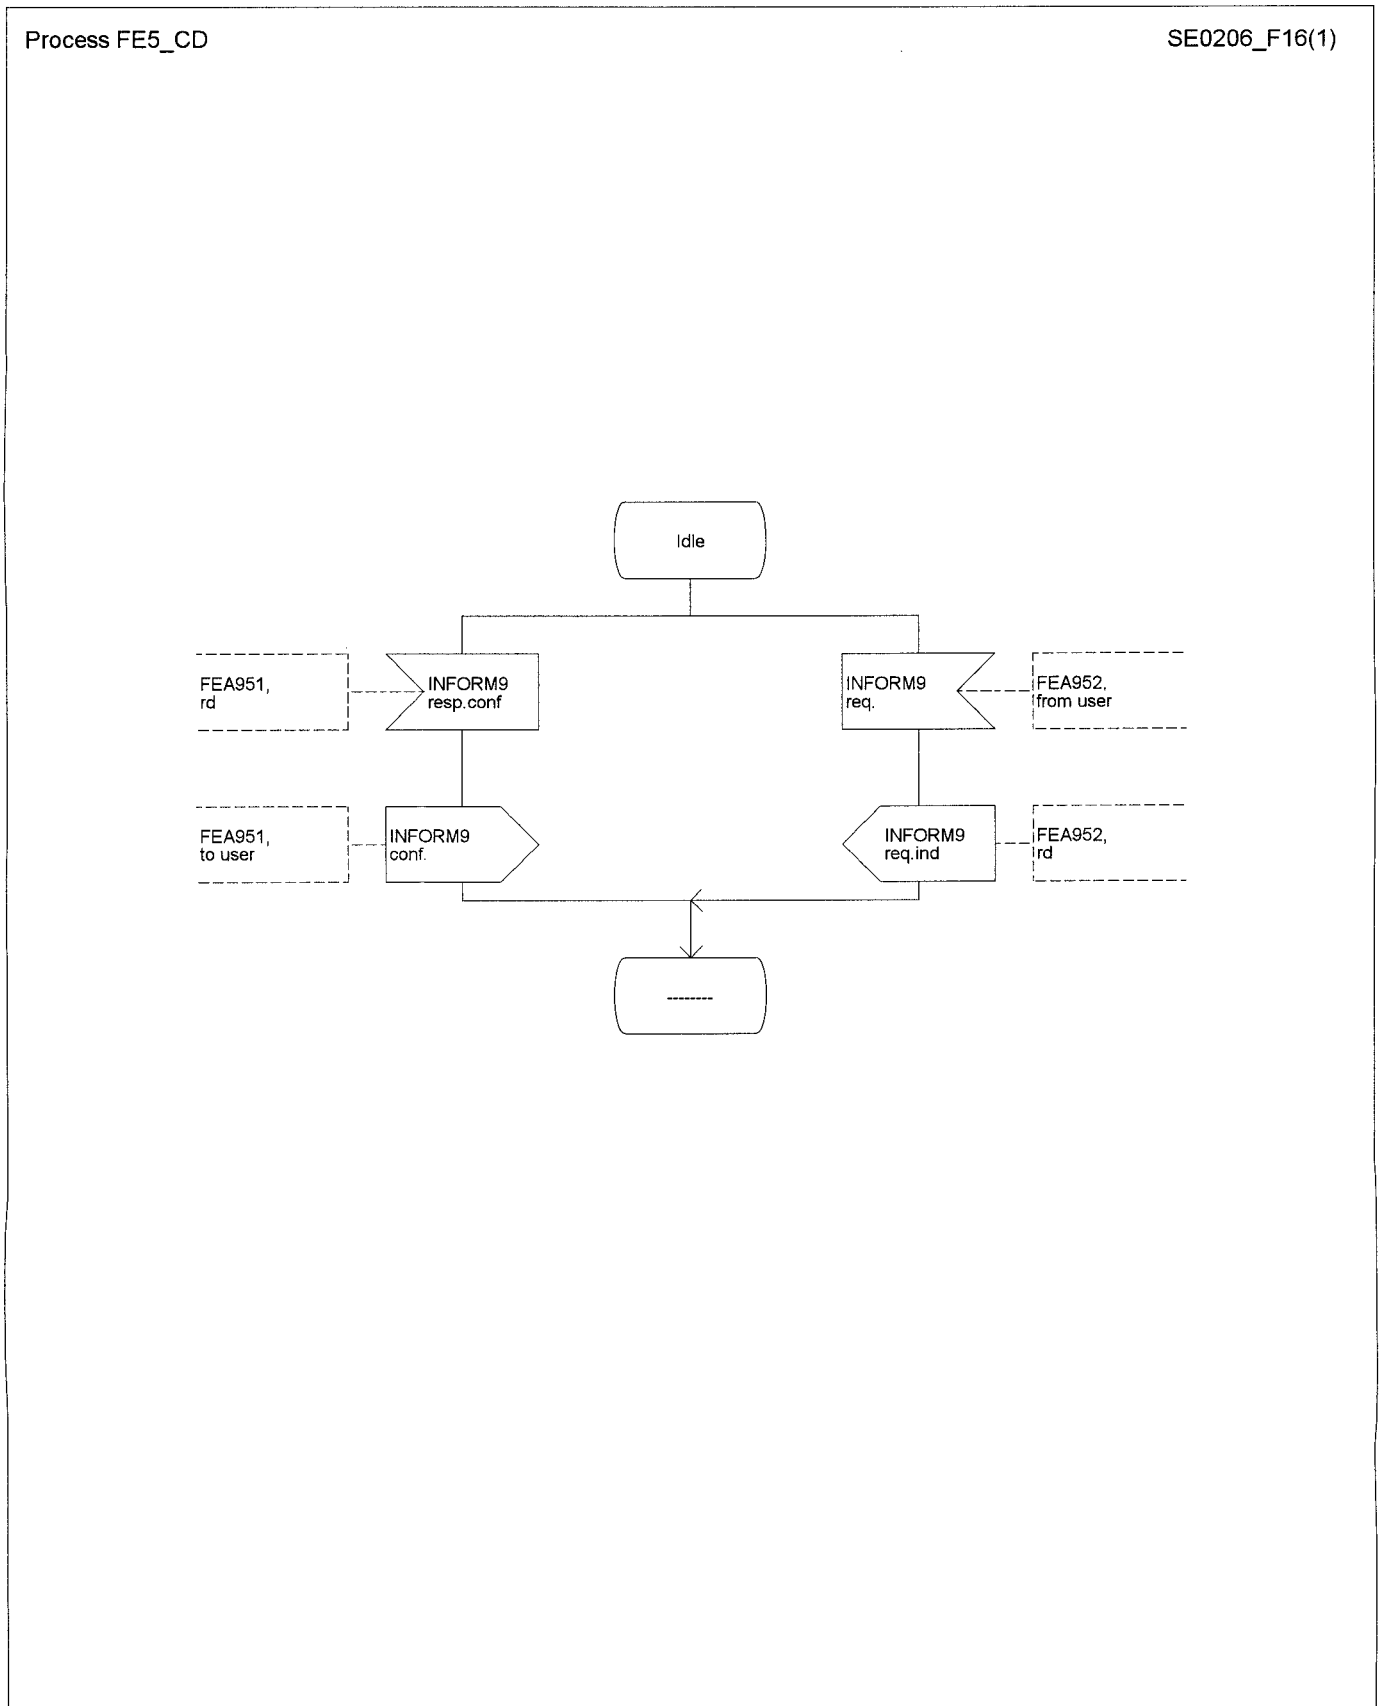 Process FE5_CD
SE0206_F16(1)
Idle
FEA951,
rd
INFORM9
resp.conf
INFORM9
req.
FEA952,
from user
FEA951,
to user
INFORM9
conf.
INFORM9
req.ind
FEA952,
rd
--------